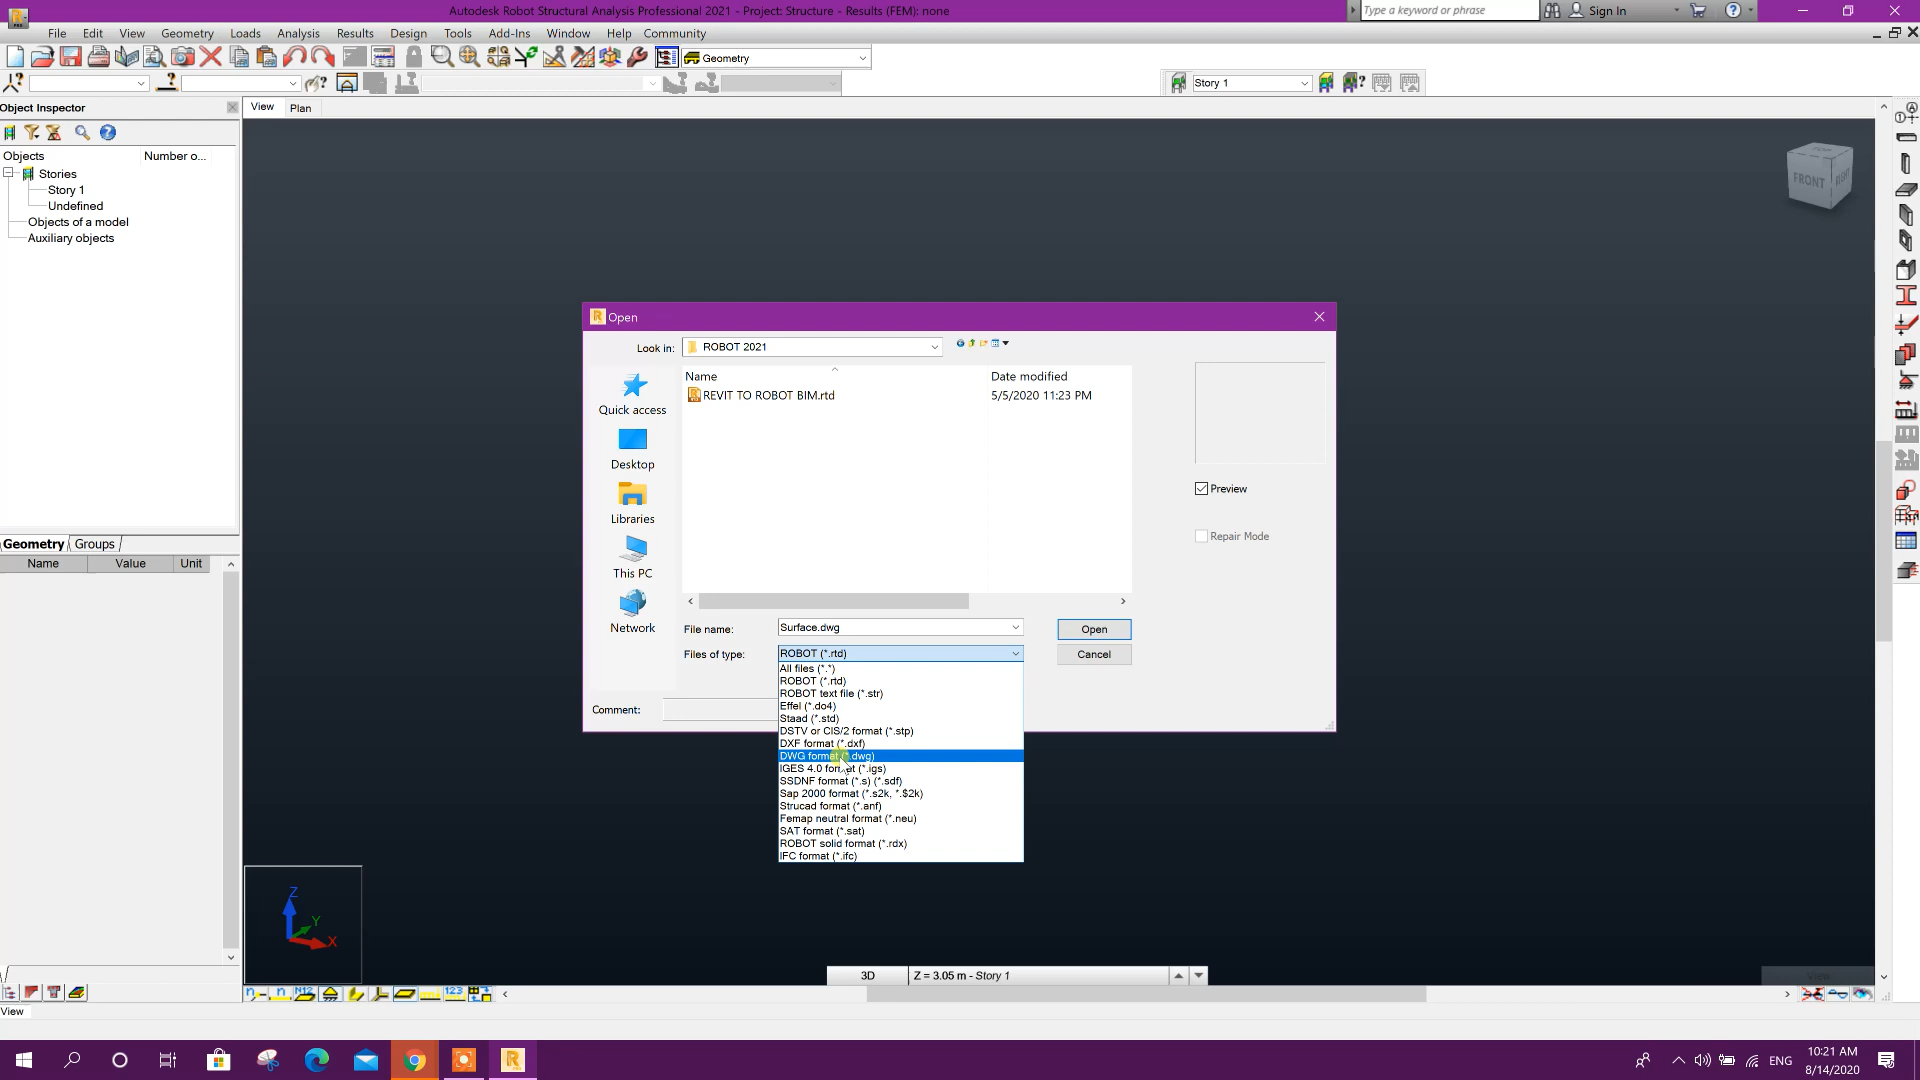 Autodesk Robot Structural Analysis Professional 2021 - Project: Structure - Results (FEM): none
Type a keyword or phrase
Sign In
File Edit View Geometry Loads Analysis Results Design Tools Add-Ins Window Help Community
Geometry
Story 1
Object Inspector
View Plan
Objects Number o...
Stories
Story 1
Undefined
Objects of a model
Auxiliary objects
TOP
FRONT RIGHT
Open
Look in: ROBOT 2021
Name Date modified
REVIT TO ROBOT BIM.rtd 5/5/2020 11:23 PM
Quick access
Desktop
Libraries
This PC
Network
Preview
Repair Mode
File name: Surface.dwg Open
Files of type: ROBOT (*.rtd) Cancel
All files (*.*)
ROBOT (*.rtd)
ROBOT text file (*.str)
Effel (*.do4)
Staad (*.std)
DSTV or CIS/2 format (*.stp)
DXF format (*.dxf)
DWG format (*.dwg)
IGES 4.0 format (*.igs)
SSDNF format (*.s) (*.sdf)
Sap 2000 format (*.s2k, *.$2k)
Strucad format (*.anf)
Femap neutral format (*.neu)
SAT format (*.sat)
ROBOT solid format (*.rdx)
IFC format (*.ifc)
Comment:
Geometry Groups
Name Value Unit
Z
Y
X
3D Z = 3.05 m - Story 1
View
View
ENG
10:21 AM
8/14/2020